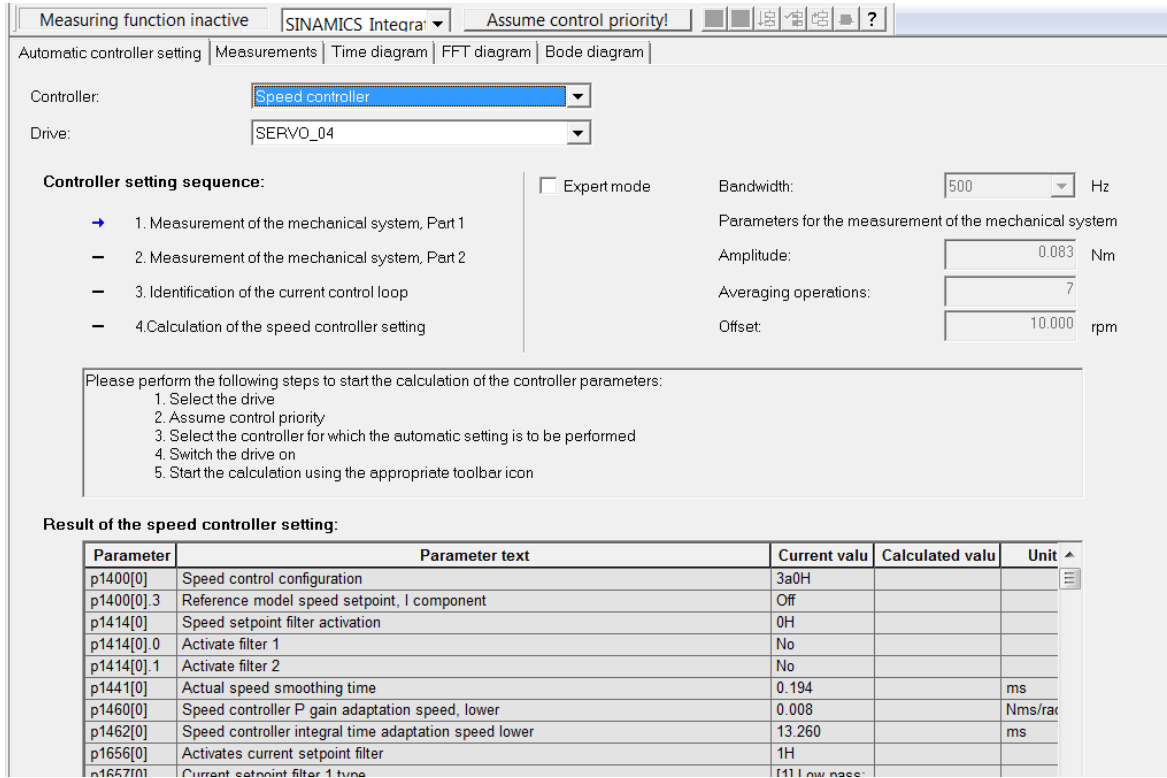 Measuring function inactive SINAMICS Integra Assume control priority! ?
Automatic controller setting Measurements Time diagram FFT diagram Bode diagram
Controller: Speed controller
Drive: SERVO_04
Controller setting sequence: Expert mode Bandwidth: 500 Hz
1. Measurement of the mechanical system, Part 1 Parameters for the measurement of the mechanical system
2. Measurement of the mechanical system, Part 2 Amplitude: 0.083 Nm
3. Identification of the current control loop Averaging operations: 7
4.Calculation of the speed controller setting Offset: 10.000 rpm
Please perform the following steps to start the calculation of the controller parameters:
1. Select the drive
2. Assume control priority
3. Select the controller for which the automatic setting is to be performed
4. Switch the drive on
5. Start the calculation using the appropriate toolbar icon
Result of the speed controller setting:
Parameter Parameter text Current valu Calculated valu Unit
p1400[0] Speed control configuration 3a0H
p1400[0].3 Reference model speed setpoint, I component Off
p1414[0] Speed setpoint filter activation 0H
p1414[0].0 Activate filter 1 No
p1414[0].1 Activate filter 2 No
p1441[0] Actual speed smoothing time 0.194 ms
p1460[0] Speed controller P gain adaptation speed, lower 0.008 Nms/rad
p1462[0] Speed controller integral time adaptation speed lower 13.260 ms
p1656[0] Activates current setpoint filter 1H
p1657[0] Current setpoint filter 1 type [1] Low pass: